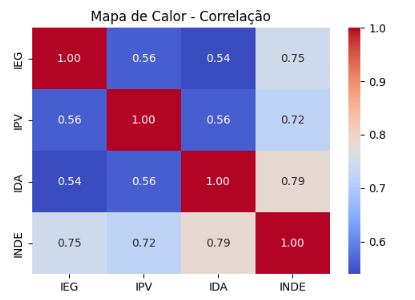 Mapa de Calor - Correlação
IEG 1.00 0.56 0.54 0.75
IPV 0.56 1.00 0.56 0.72
IDA 0.54 0.56 1.00 0.79
INDE 0.75 0.72 0.79 1.00
IEG IPV IDA INDE
1.0
0.9
0.8
0.7
0.6